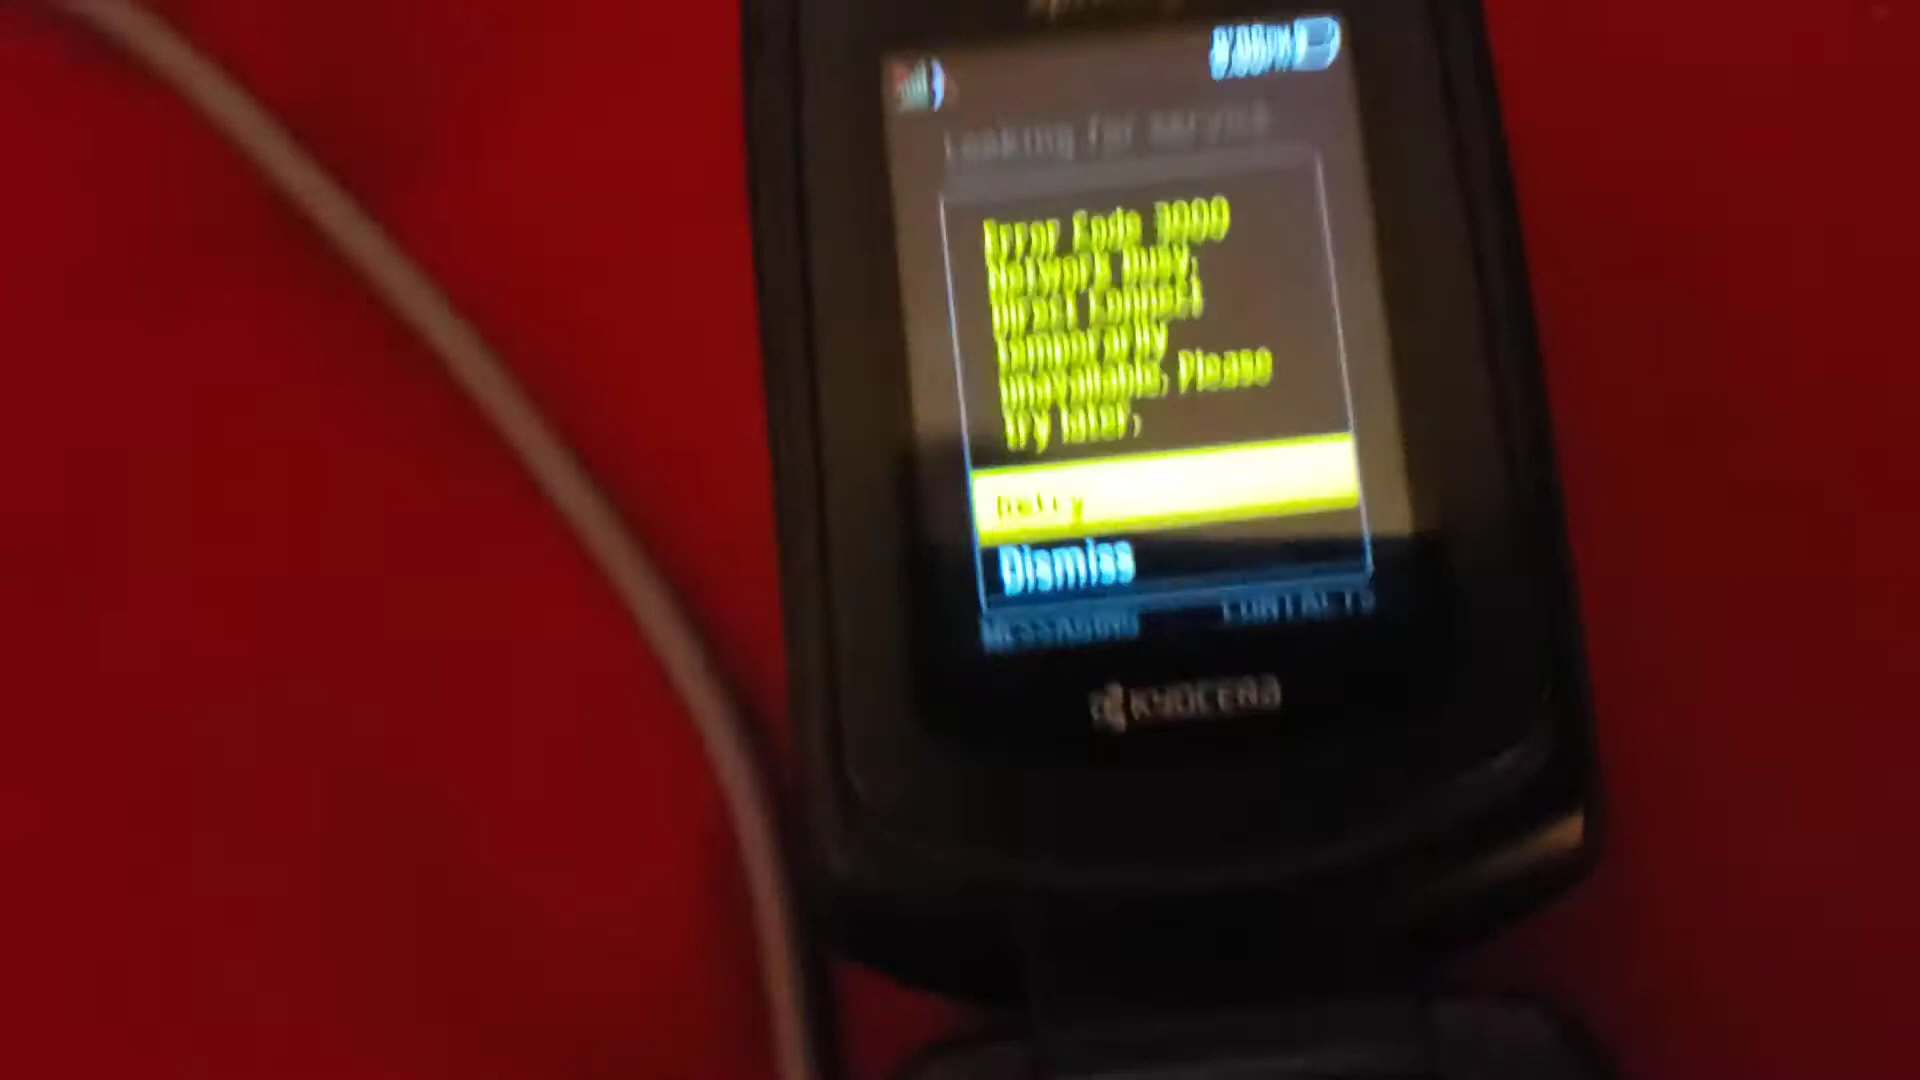 Looking for service
Error Code 3000
Network Busy.
Direct Connect
Temporarily
Unavailable. Please
try later.
Retry
Dismiss
MESSAGING CONTACTS
KYOCERA